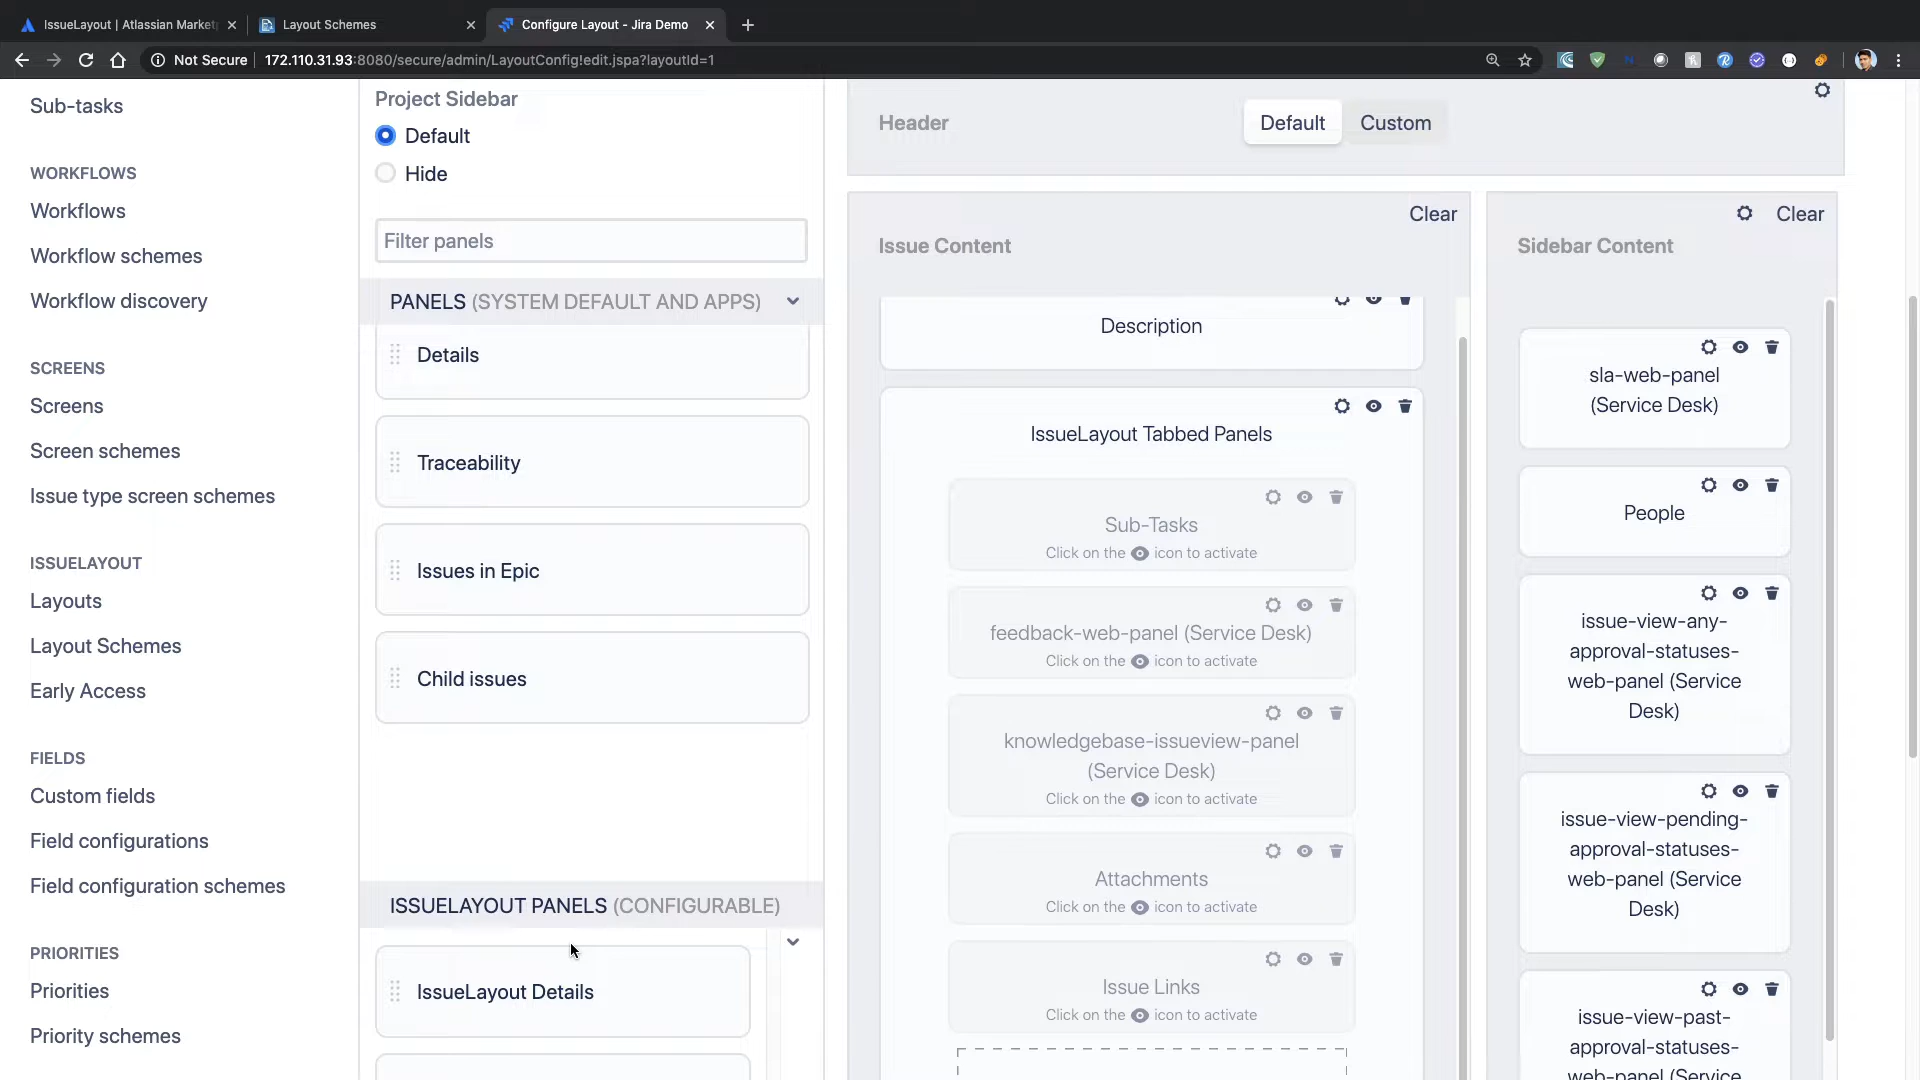 IssueLayout | Atlassian Market
Layout Schemes
Configure Layout - Jira Demo
Not Secure
172.110.31.93:8080/secure/admin/LayoutConfig!edit.jspa?layoutId=1
Sub-tasks
WORKFLOWS
Workflows
Workflow schemes
Workflow discovery
SCREENS
Screens
Screen schemes
Issue type screen schemes
ISSUELAYOUT
Layouts
Layout Schemes
Early Access
FIELDS
Custom fields
Field configurations
Field configuration schemes
PRIORITIES
Priorities
Priority schemes
Project Sidebar
Default
Hide
Filter panels
PANELS (SYSTEM DEFAULT AND APPS)
Details
Traceability
Issues in Epic
Child issues
ISSUELAYOUT PANELS (CONFIGURABLE)
IssueLayout Details
Header
Default
Custom
Clear
Issue Content
Description
IssueLayout Tabbed Panels
Sub-Tasks
Click on the icon to activate
feedback-web-panel (Service Desk)
Click on the icon to activate
knowledgebase-issueview-panel
(Service Desk)
Click on the icon to activate
Attachments
Click on the icon to activate
Issue Links
Click on the icon to activate
Clear
Sidebar Content
sla-web-panel
(Service Desk)
People
issue-view-any-
approval-statuses-
web-panel (Service
Desk)
issue-view-pending-
approval-statuses-
web-panel (Service
Desk)
issue-view-past-
approval-statuses-
web-panel (Service